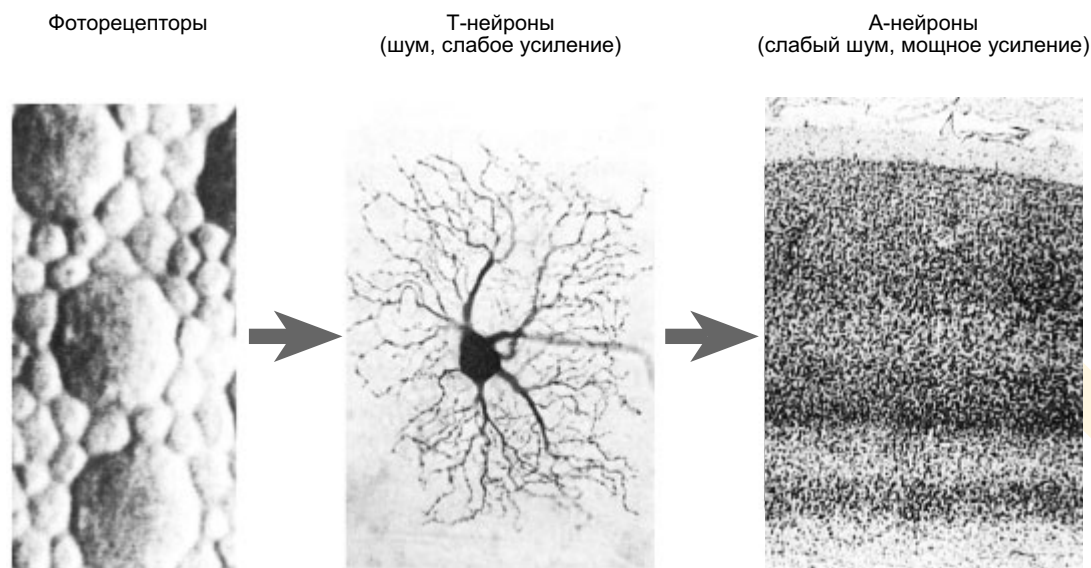 Фоторецепторы
Т-нейроны
(шум, слабое усиление)
А-нейроны
(слабый шум, мощное усиление)